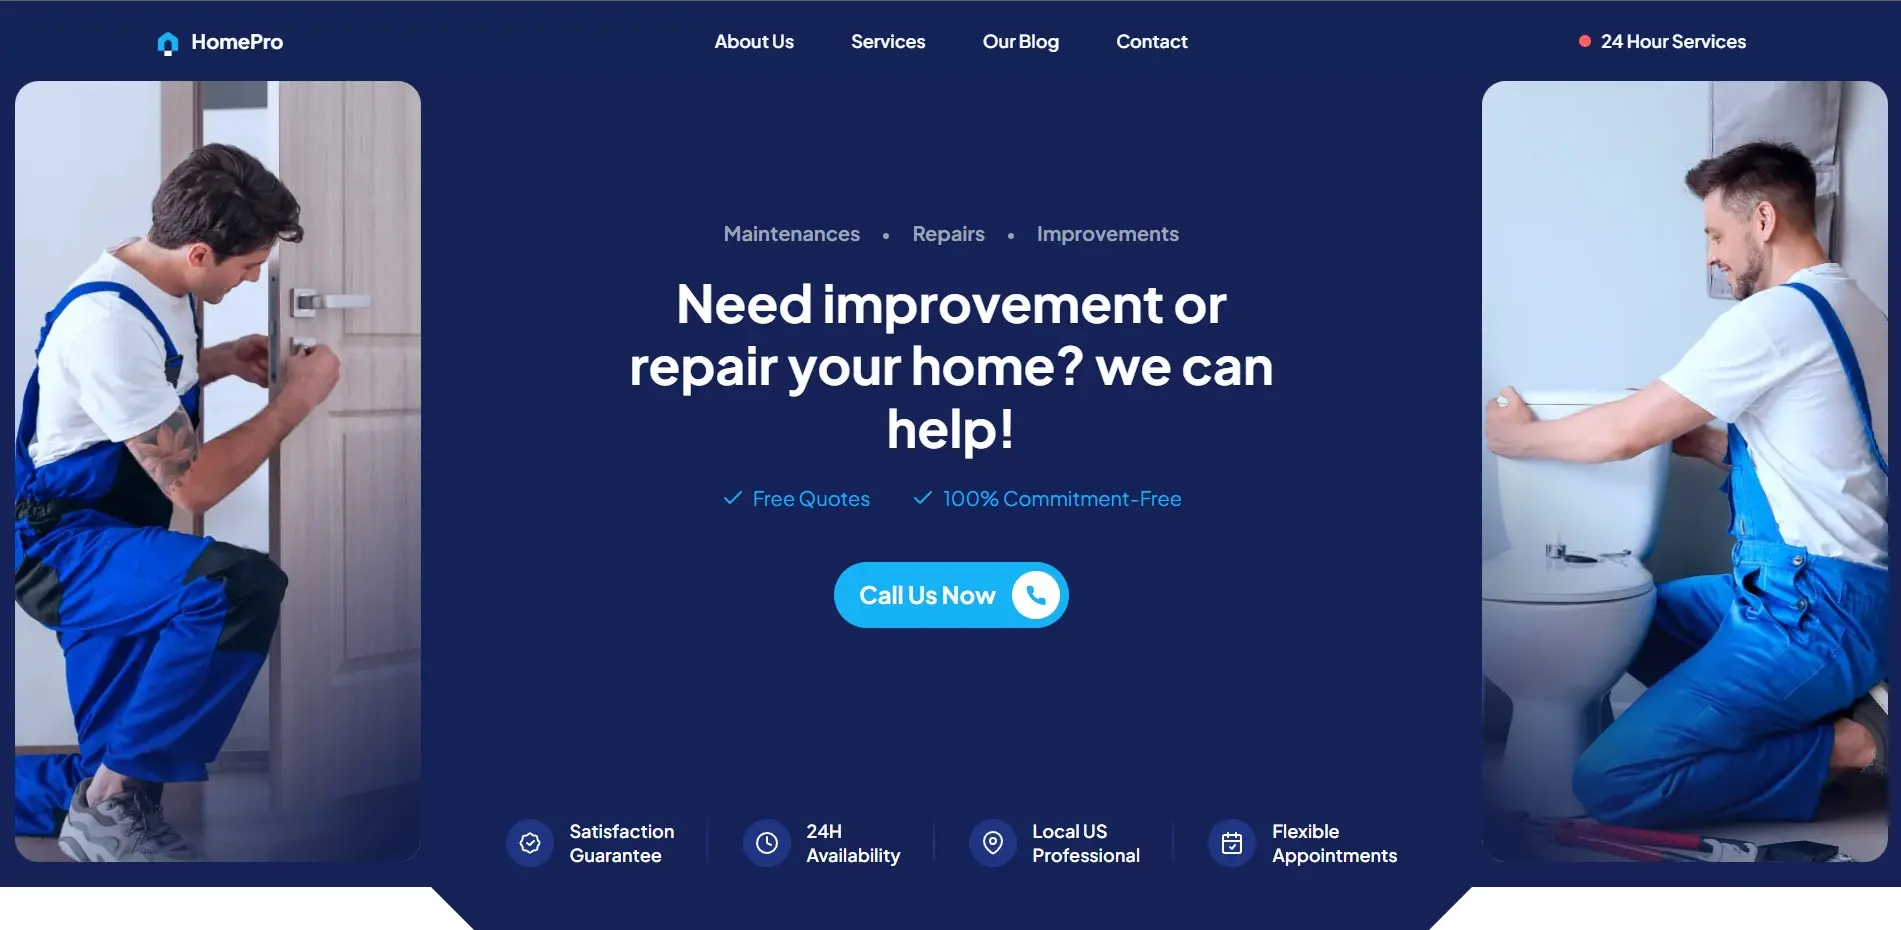 HomePro
About Us
Services
Our Blog
Contact
24 Hour Services
Maintenances • Repairs • Improvements
Need improvement or
repair your home? we can
help!
Free Quotes
100% Commitment-Free
Call Us Now
Satisfaction
Guarantee
24H
Availability
Local US
Professional
Flexible
Appointments